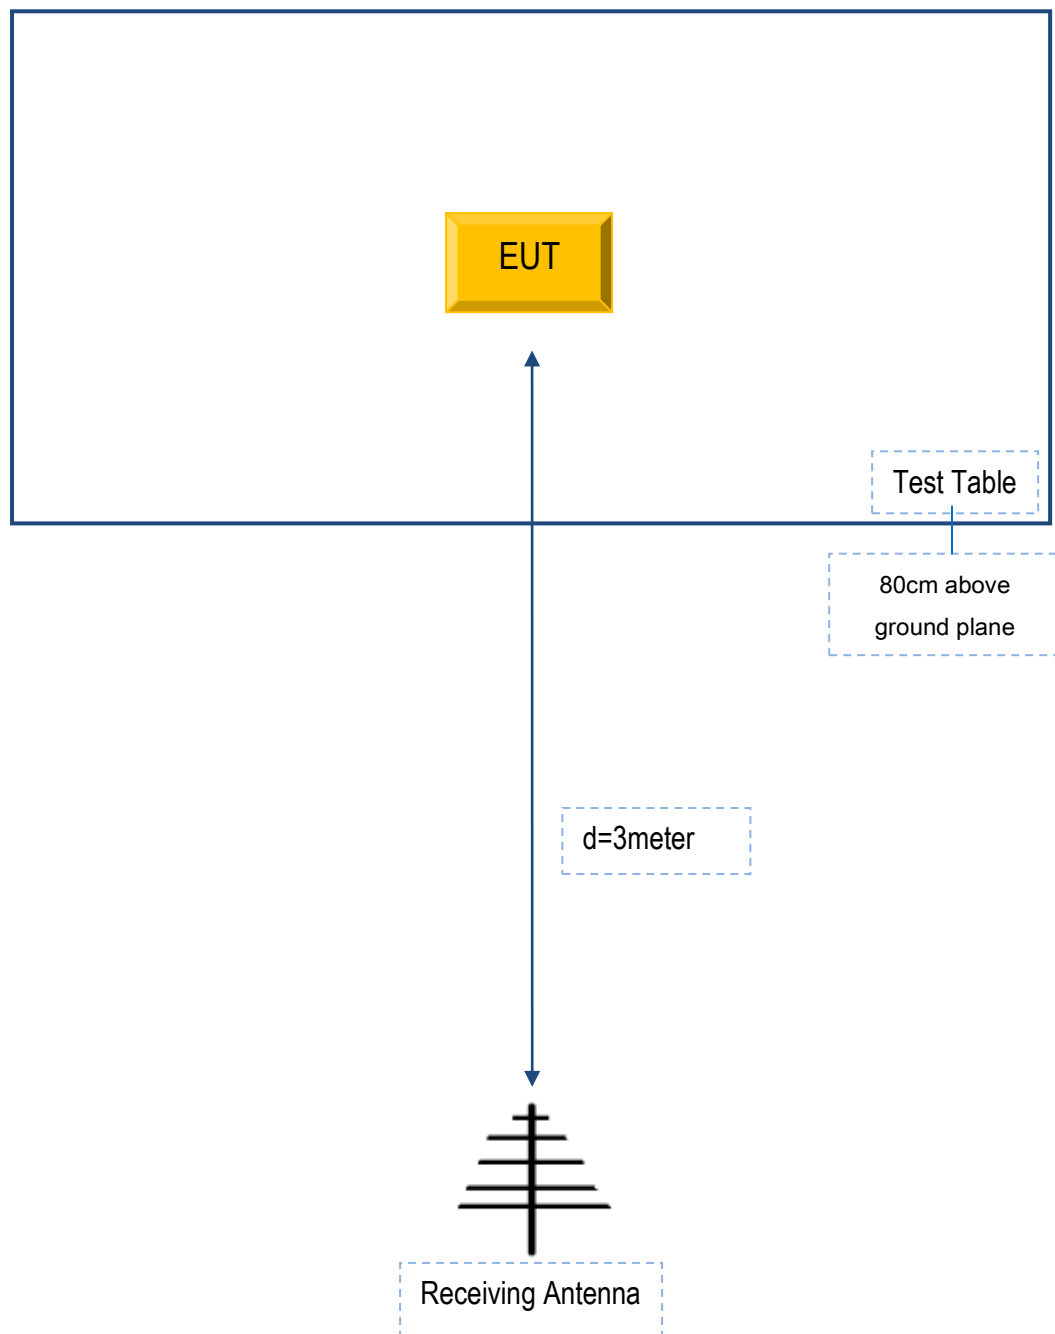 EUT
Test Table
80cm above
ground plane
d=3meter
Receiving Antenna